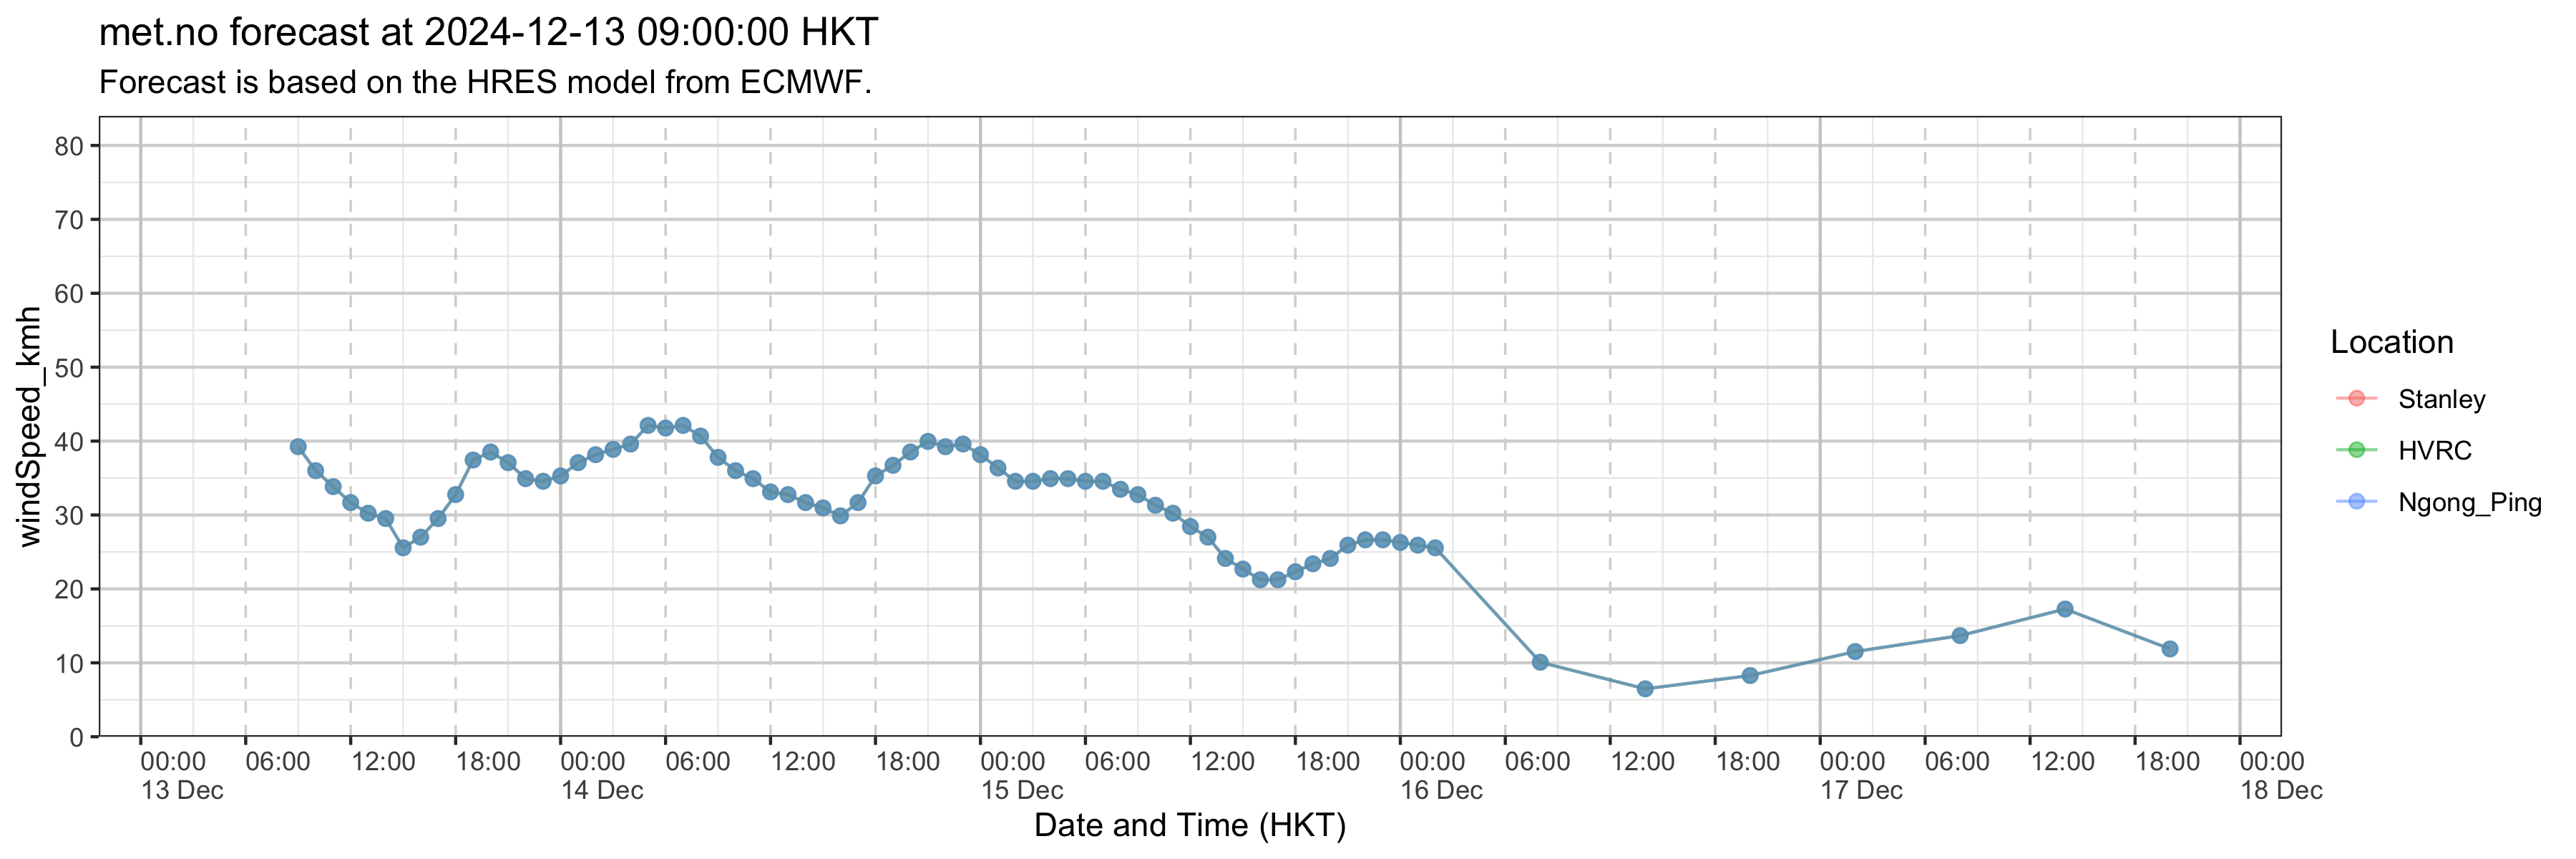 met.no forecast at 2024-12-13 09:00:00 HKT
Forecast is based on the HRES model from ECMWF.
windSpeed_kmh
80
70
60
50
40
30
20
10
0
00:00 06:00 12:00 18:00 00:00 06:00 12:00 18:00 00:00 06:00 12:00 18:00 00:00 06:00 12:00 18:00 00:00 06:00 12:00 18:00 00:00
13 Dec 14 Dec 15 Dec 16 Dec 17 Dec 18 Dec
Date and Time (HKT)
Location
Stanley
HVRC
Ngong_Ping